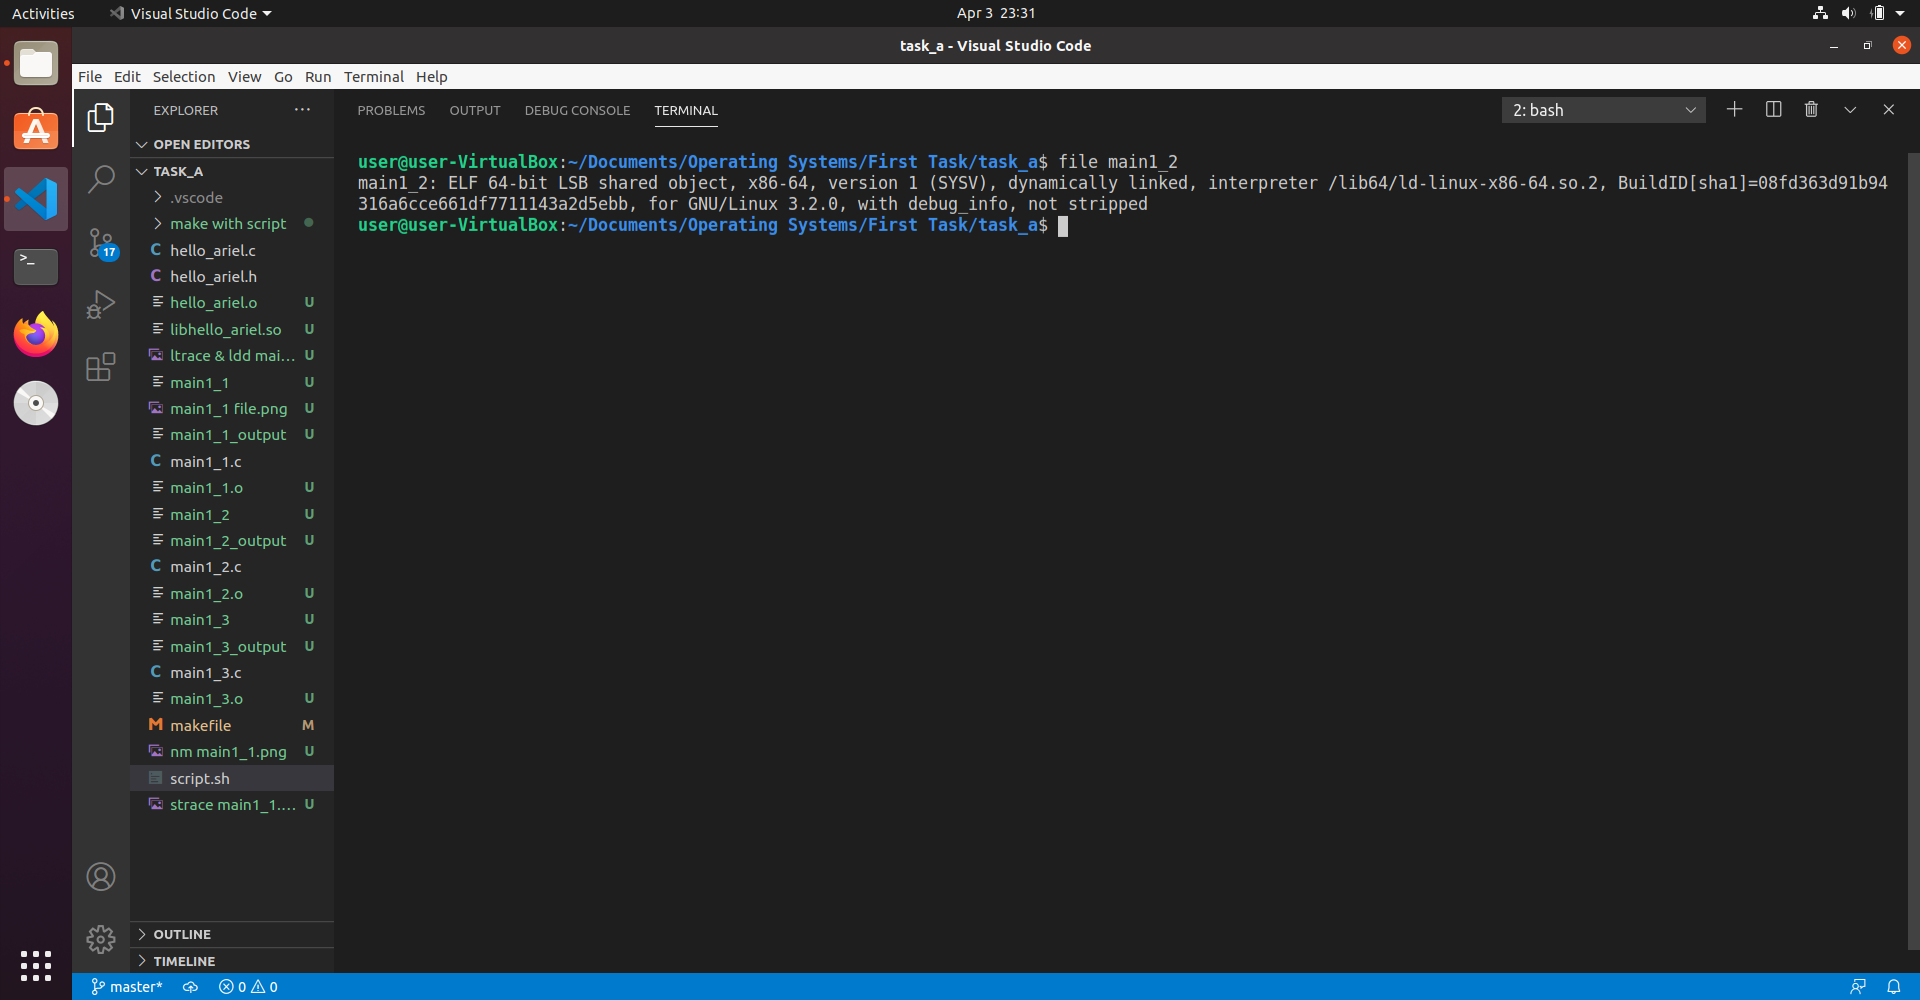 Activities Visual Studio Code Apr 3 23:31
task_a - Visual Studio Code
File Edit Selection View Go Run Terminal Help
EXPLORER ··· PROBLEMS OUTPUT DEBUG CONSOLE TERMINAL 2: bash
OPEN EDITORS
TASK_A
.vscode
make with script
17
C hello_ariel.c
C hello_ariel.h
hello_ariel.o U
libhello_ariel.so U
ltrace & ldd mai... U
main1_1 U
main1_1 file.png U
main1_1_output U
C main1_1.c
main1_1.o U
main1_2 U
main1_2_output U
C main1_2.c
main1_2.o U
main1_3 U
main1_3_output U
C main1_3.c
main1_3.o U
M makefile M
nm main1_1.png U
script.sh
strace main1_1.... U
OUTLINE
TIMELINE
user@user-VirtualBox:~/Documents/Operating Systems/First Task/task_a$ file main1_2
main1_2: ELF 64-bit LSB shared object, x86-64, version 1 (SYSV), dynamically linked, interpreter /lib64/ld-linux-x86-64.so.2, BuildID[sha1]=08fd363d91b94
316a6cce661df7711143a2d5ebb, for GNU/Linux 3.2.0, with debug_info, not stripped
user@user-VirtualBox:~/Documents/Operating Systems/First Task/task_a$
master* 0 0